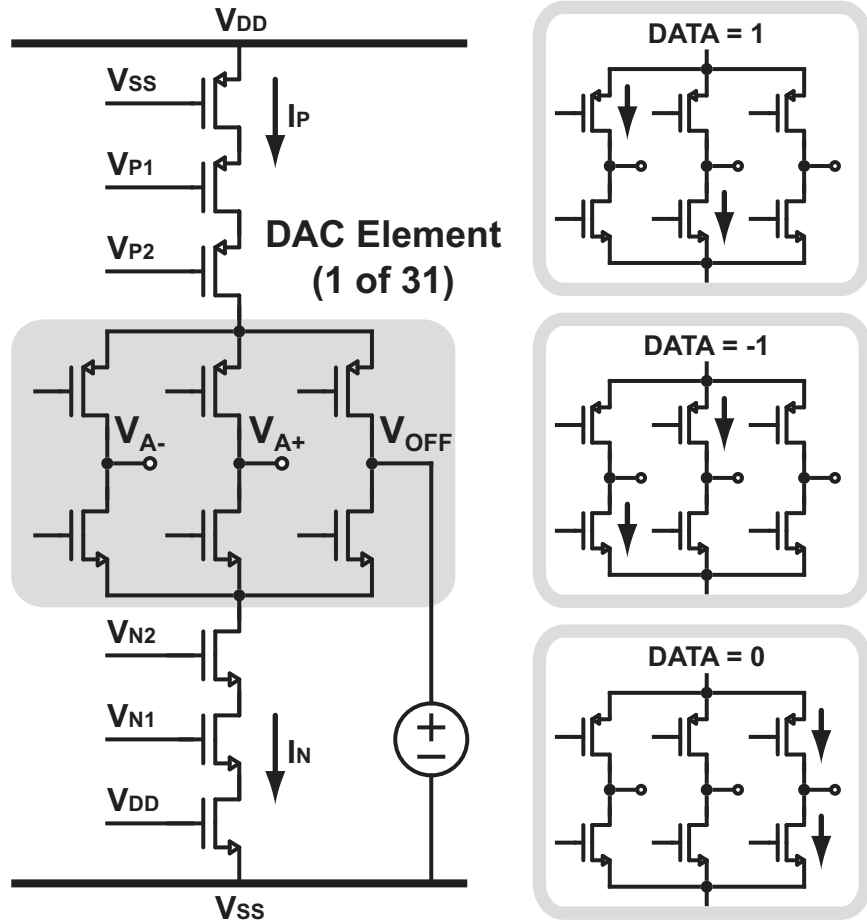 VDD
VSS
IP
VP1
VP2
DAC Element
(1 of 31)
VA-
VA+
VOFF
VN2
VN1
IN
VDD
VSS
DATA = 1
DATA = -1
DATA = 0